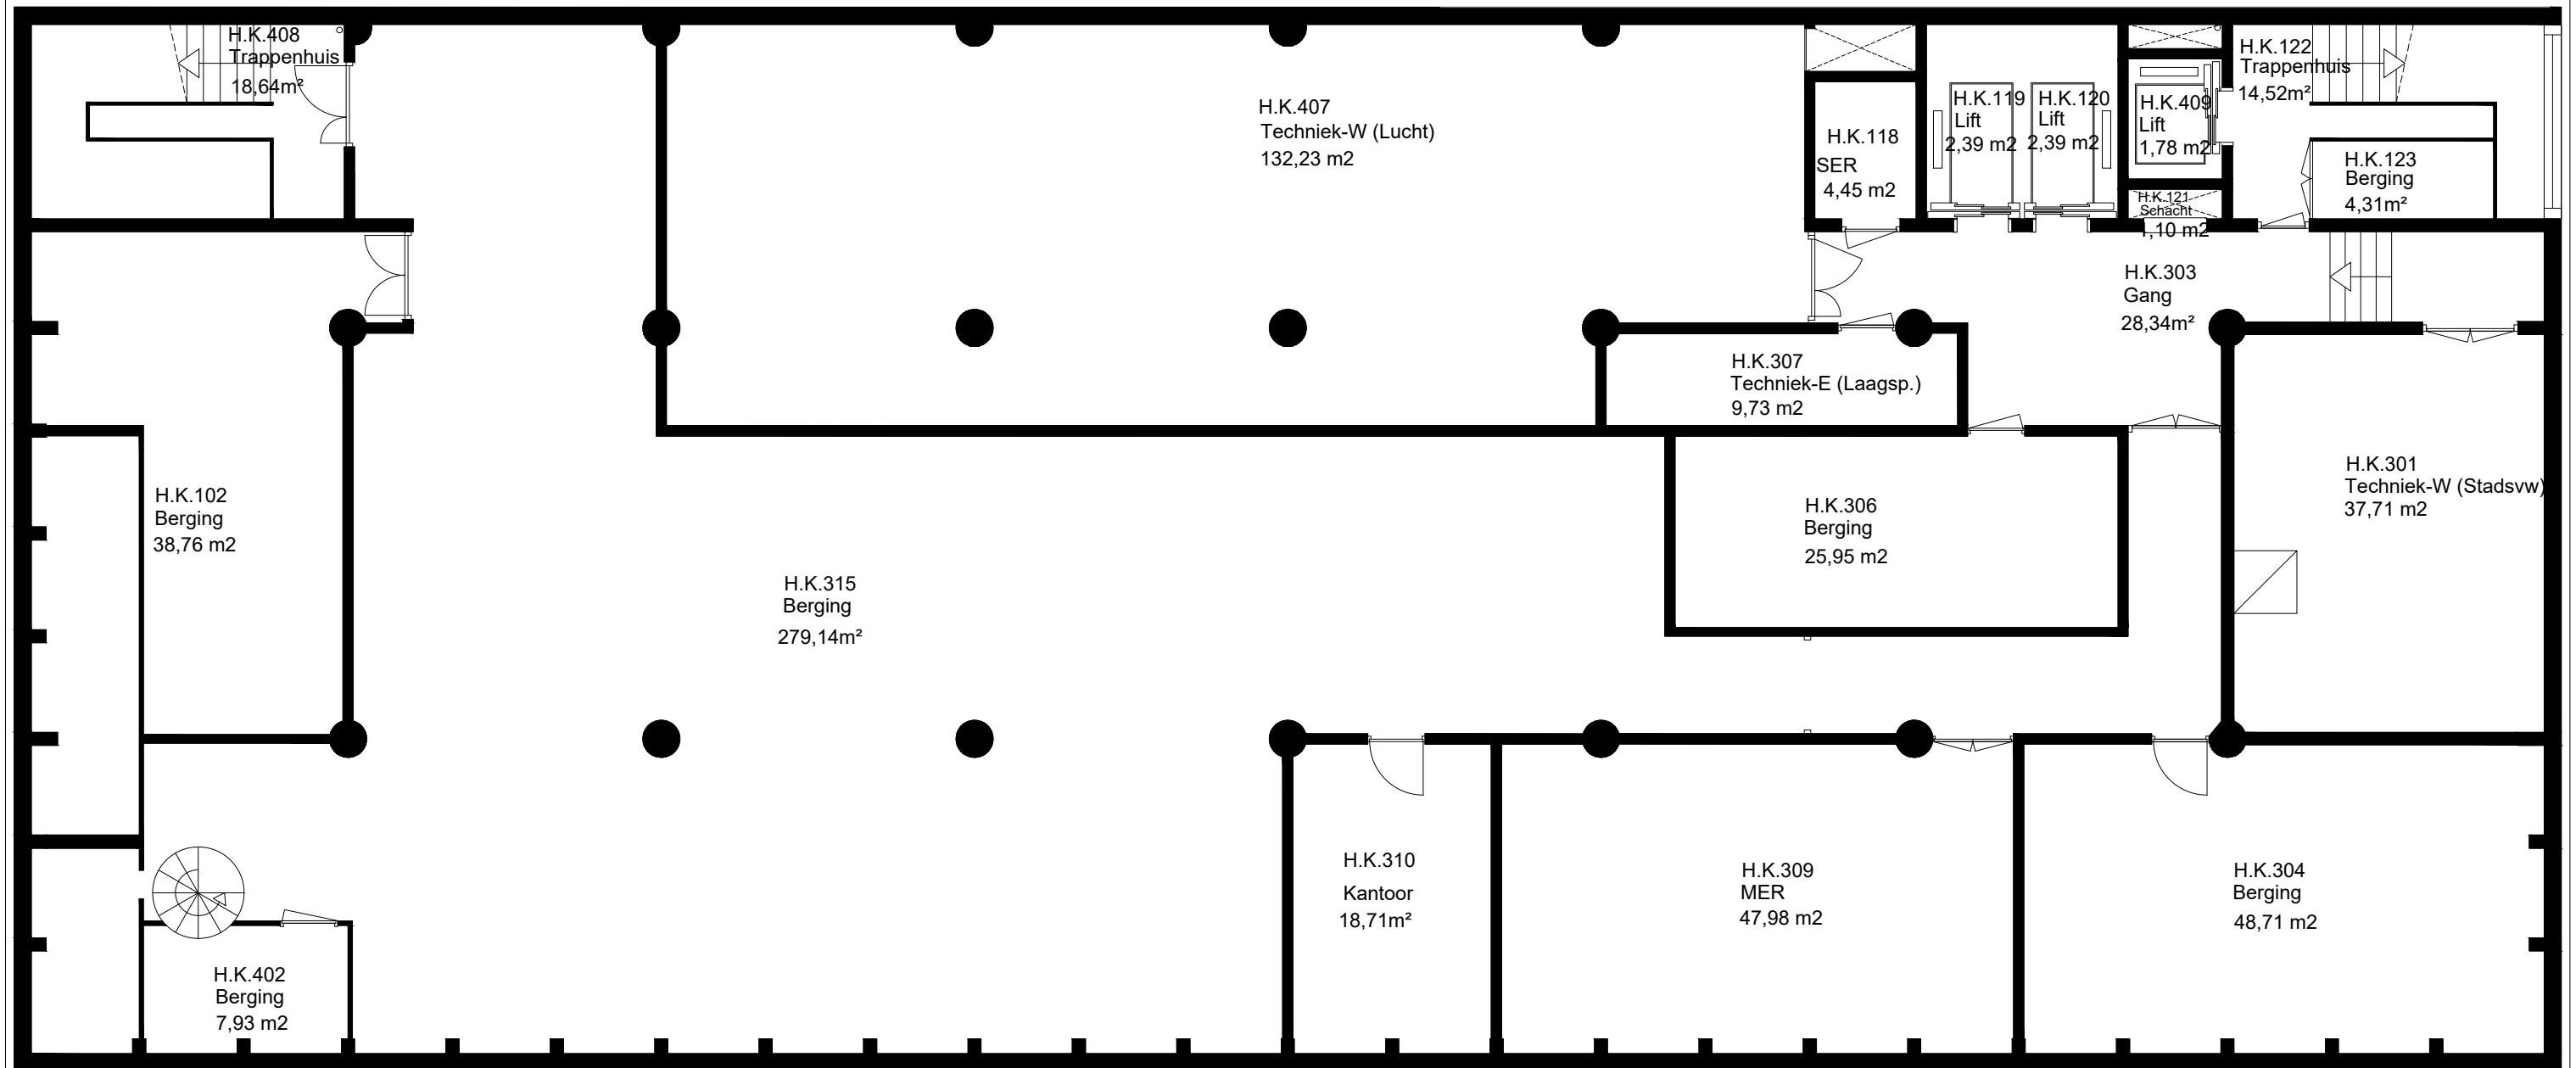 H.K.408
Trappenhuis
18,64m²
H.K.407
Techniek-W (Lucht)
132,23 m2
H.K.118
SER
4,45 m2
H.K.119
Lift
2,39 m2
H.K.120
Lift
2,39 m2
H.K.409
Lift
1,78 m2
H.K.121
Schacht
1,10 m2
H.K.122
Trappenhuis
14,52m²
H.K.123
Berging
4,31m²
H.K.303
Gang
28,34m²
H.K.307
Techniek-E (Laagsp.)
9,73 m2
H.K.102
Berging
38,76 m2
H.K.315
Berging
279,14m²
H.K.306
Berging
25,95 m2
H.K.301
Techniek-W (Stadsvw)
37,71 m2
H.K.402
Berging
7,93 m2
H.K.310
Kantoor
18,71m²
H.K.309
MER
47,98 m2
H.K.304
Berging
48,71 m2